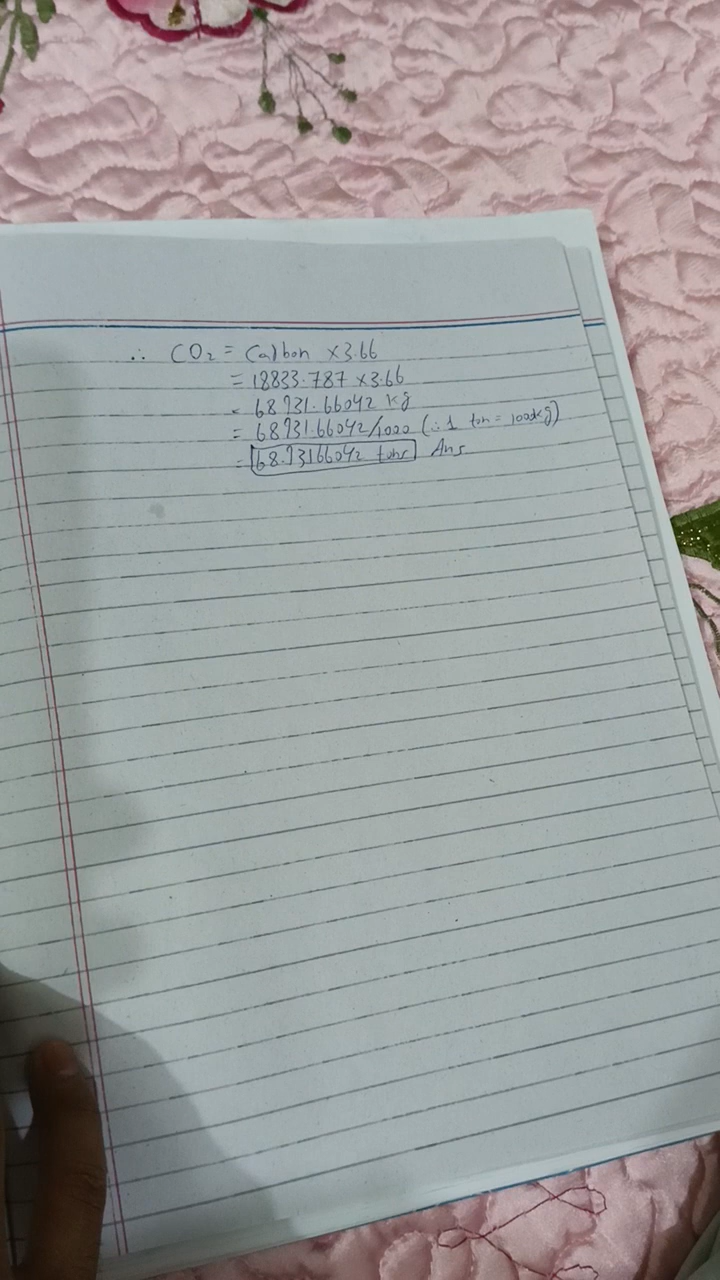 ∴ CO₂ = Carbon × 3.66
= 18833.787 × 3.66
= 68931.66042 kg
= 68931.66042/1000 (∵ 1 ton = 1000kg)
= 68.93166042 tons Ans.